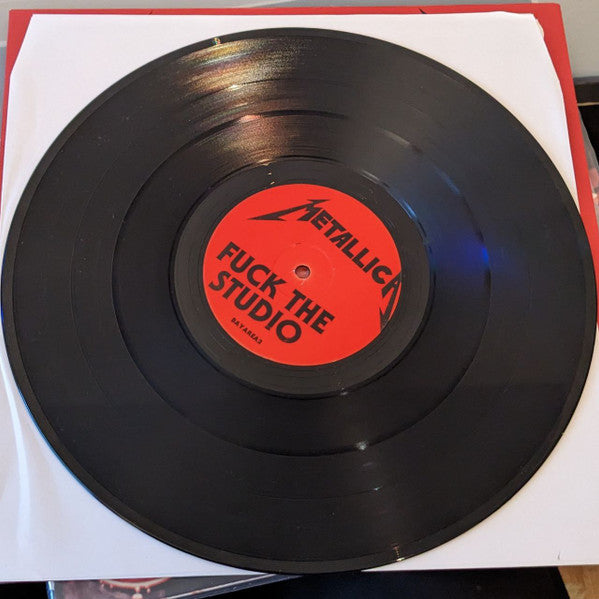 METALLICA
FUCK THE
STUDIO
BAYAREA3